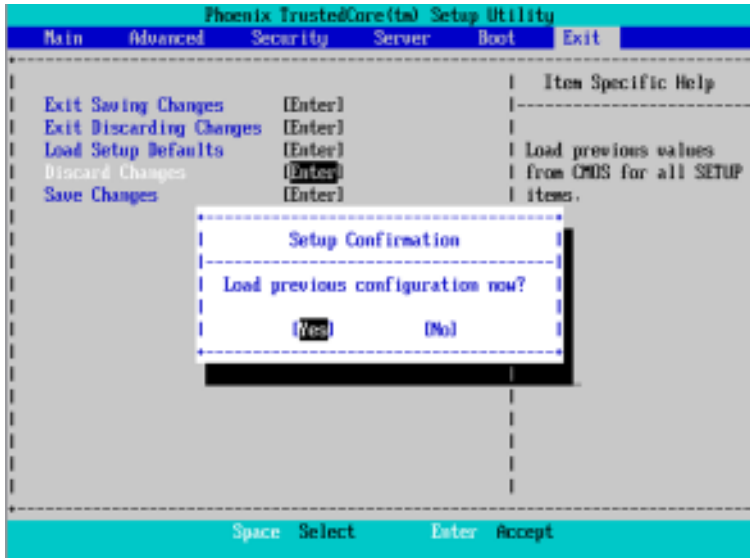 Phoenix TrustedCore(tm) Setup Utility
Main Advanced Security Server Boot Exit
Item Specific Help
Exit Saving Changes [Enter]
Exit Discarding Changes [Enter]
Load Setup Defaults [Enter]
Discard Changes [Enter]
Save Changes [Enter]
Load previous values
from CMOS for all SETUP
items.
Setup Confirmation
Load previous configuration now?
[Yes] [No]
Space Select Enter Accept